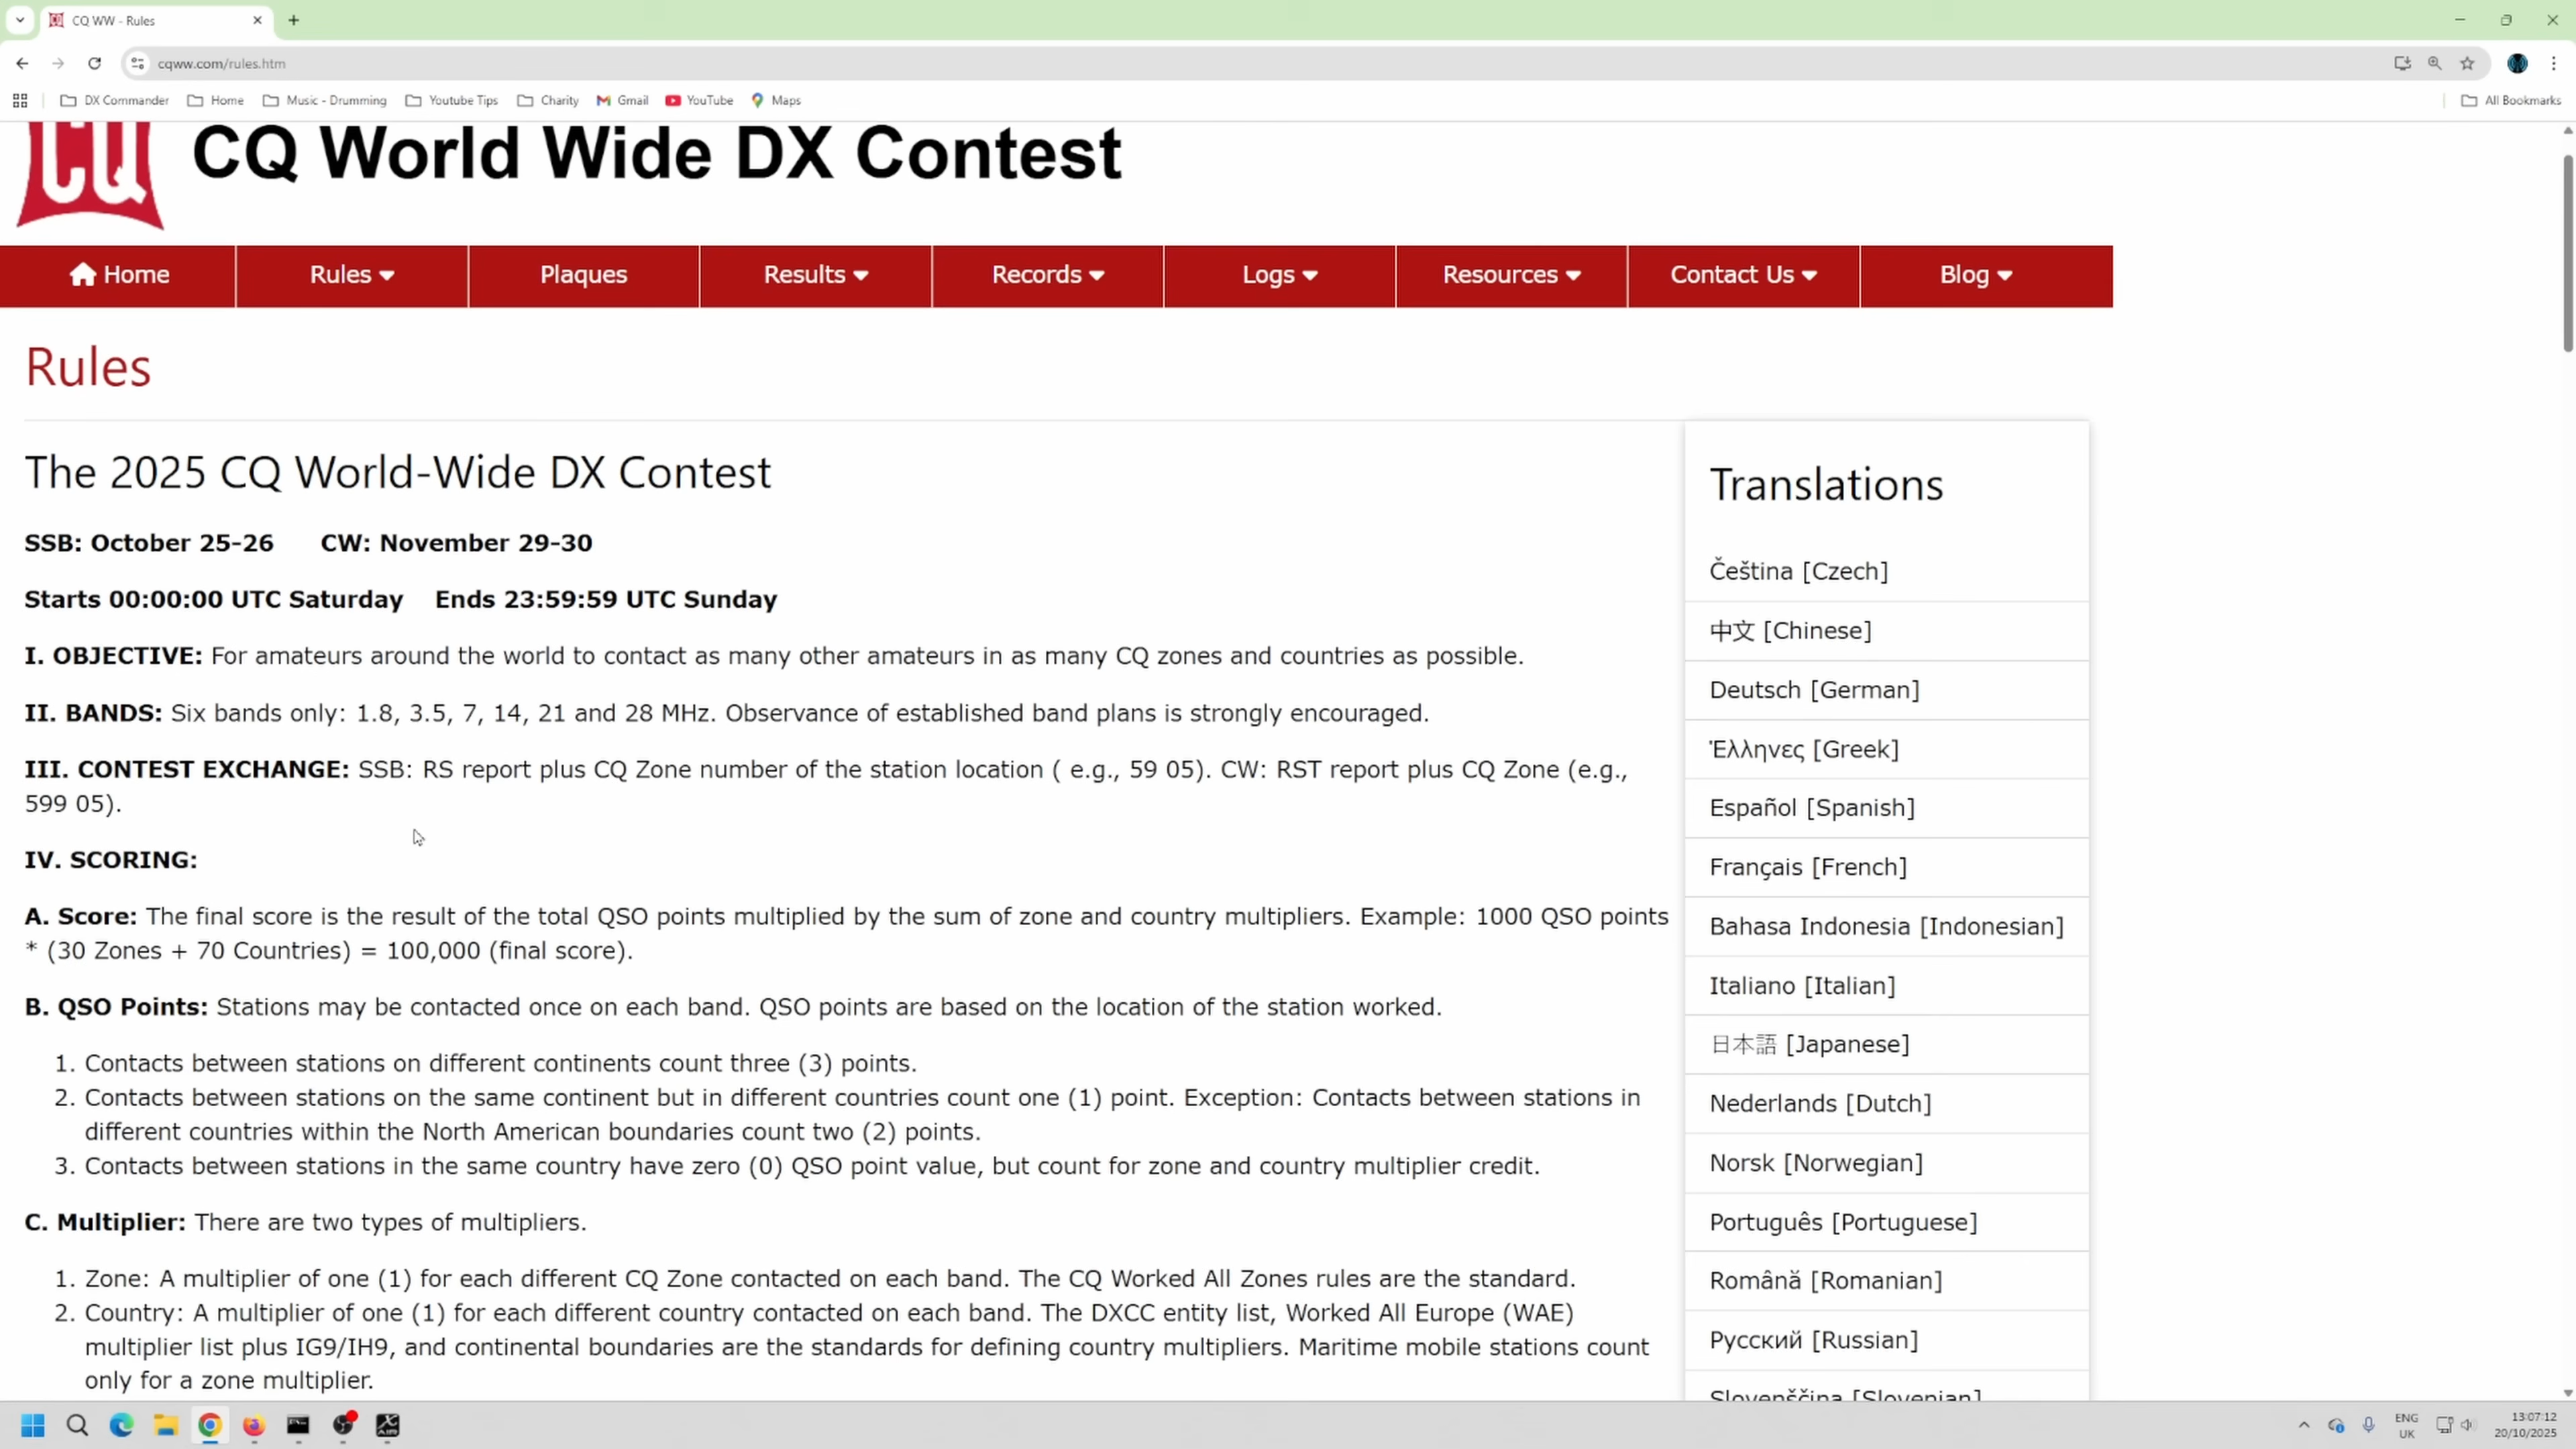 CQ WW - Rules
cqww.com/rules.htm
DX Commander
Home
Music - Drumming
Youtube Tips
Charity
Gmail
YouTube
Maps
All Bookmarks
CQ
CQ World Wide DX Contest
Home
Rules
Plaques
Results
Records
Logs
Resources
Contact Us
Blog
Rules
The 2025 CQ World-Wide DX Contest
SSB: October 25-26 CW: November 29-30
Starts 00:00:00 UTC Saturday Ends 23:59:59 UTC Sunday
I. OBJECTIVE: For amateurs around the world to contact as many other amateurs in as many CQ zones and countries as possible.
II. BANDS: Six bands only: 1.8, 3.5, 7, 14, 21 and 28 MHz. Observance of established band plans is strongly encouraged.
III. CONTEST EXCHANGE: SSB: RS report plus CQ Zone number of the station location ( e.g., 59 05). CW: RST report plus CQ Zone (e.g.,
599 05).
IV. SCORING:
A. Score: The final score is the result of the total QSO points multiplied by the sum of zone and country multipliers. Example: 1000 QSO points
* (30 Zones + 70 Countries) = 100,000 (final score).
B. QSO Points: Stations may be contacted once on each band. QSO points are based on the location of the station worked.
1. Contacts between stations on different continents count three (3) points.
2. Contacts between stations on the same continent but in different countries count one (1) point. Exception: Contacts between stations in
different countries within the North American boundaries count two (2) points.
3. Contacts between stations in the same country have zero (0) QSO point value, but count for zone and country multiplier credit.
C. Multiplier: There are two types of multipliers.
1. Zone: A multiplier of one (1) for each different CQ Zone contacted on each band. The CQ Worked All Zones rules are the standard.
2. Country: A multiplier of one (1) for each different country contacted on each band. The DXCC entity list, Worked All Europe (WAE)
multiplier list plus IG9/IH9, and continental boundaries are the standards for defining country multipliers. Maritime mobile stations count
only for a zone multiplier.
Translations
Čeština [Czech]
中文 [Chinese]
Deutsch [German]
Έλληνες [Greek]
Español [Spanish]
Français [French]
Bahasa Indonesia [Indonesian]
Italiano [Italian]
日本語 [Japanese]
Nederlands [Dutch]
Norsk [Norwegian]
Português [Portuguese]
Română [Romanian]
Русский [Russian]
Slovenščina [Slovenian]
ENG
UK
13:07:12
20/10/2025